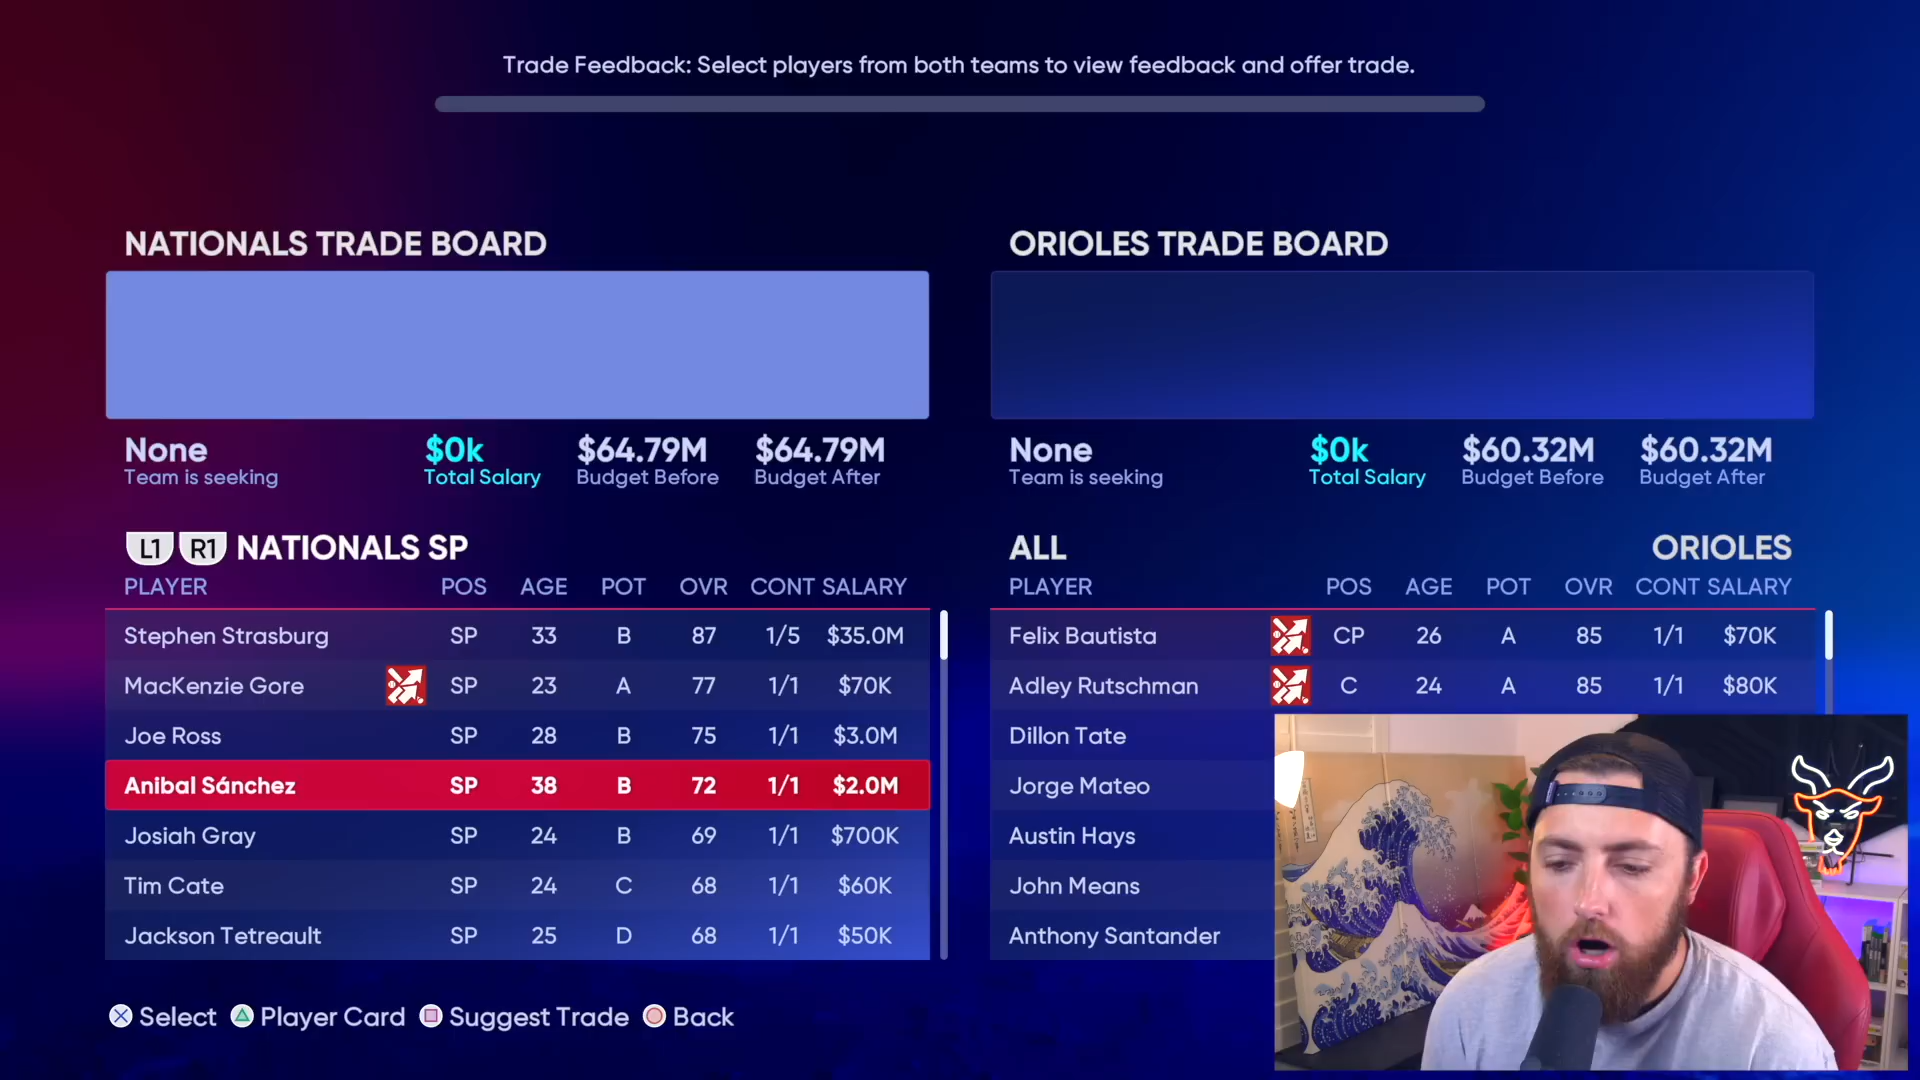 Trade Feedback: Select players from both teams to view feedback and offer trade.
NATIONALS TRADE BOARD
None
Team is seeking
$0k
Total Salary
$64.79M
Budget Before
$64.79M
Budget After
L1 R1 NATIONALS SP
PLAYER POS AGE POT OVR CONT SALARY
Stephen Strasburg SP 33 B 87 1/5 $35.0M
MacKenzie Gore SP 23 A 77 1/1 $70K
Joe Ross SP 28 B 75 1/1 $3.0M
Anibal Sánchez SP 38 B 72 1/1 $2.0M
Josiah Gray SP 24 B 69 1/1 $700K
Tim Cate SP 24 C 68 1/1 $60K
Jackson Tetreault SP 25 D 68 1/1 $50K
ORIOLES TRADE BOARD
None
Team is seeking
$0k
Total Salary
$60.32M
Budget Before
$60.32M
Budget After
ALL ORIOLES
PLAYER POS AGE POT OVR CONT SALARY
Felix Bautista CP 26 A 85 1/1 $70K
Adley Rutschman C 24 A 85 1/1 $80K
Dillon Tate
Jorge Mateo
Austin Hays
John Means
Anthony Santander
Select Player Card Suggest Trade Back